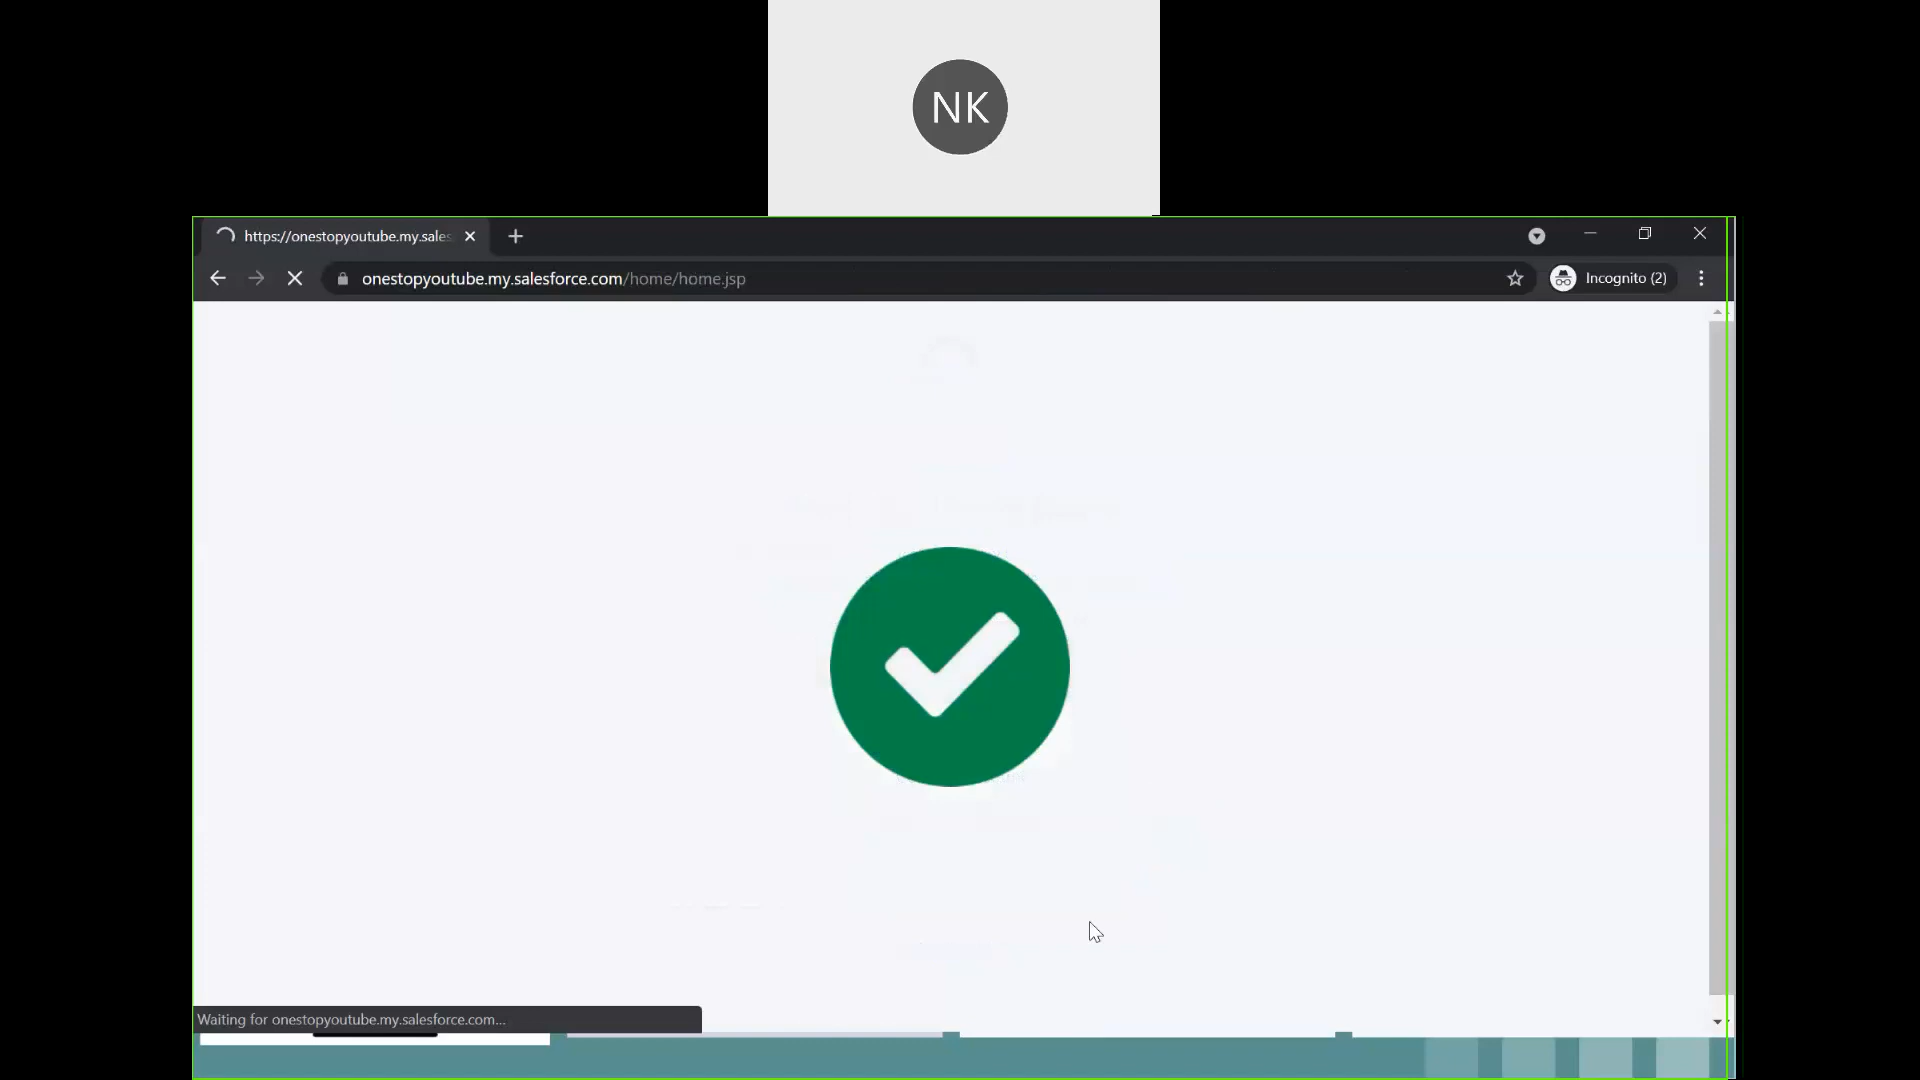 NK
https://onestopyoutube.my.sales
onestopyoutube.my.salesforce.com/home/home.jsp
Incognito (2)
Waiting for onestopyoutube.my.salesforce.com...